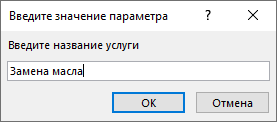 Введите значение параметра ? ×
Введите название услуги
Замена масла
ОК Отмена